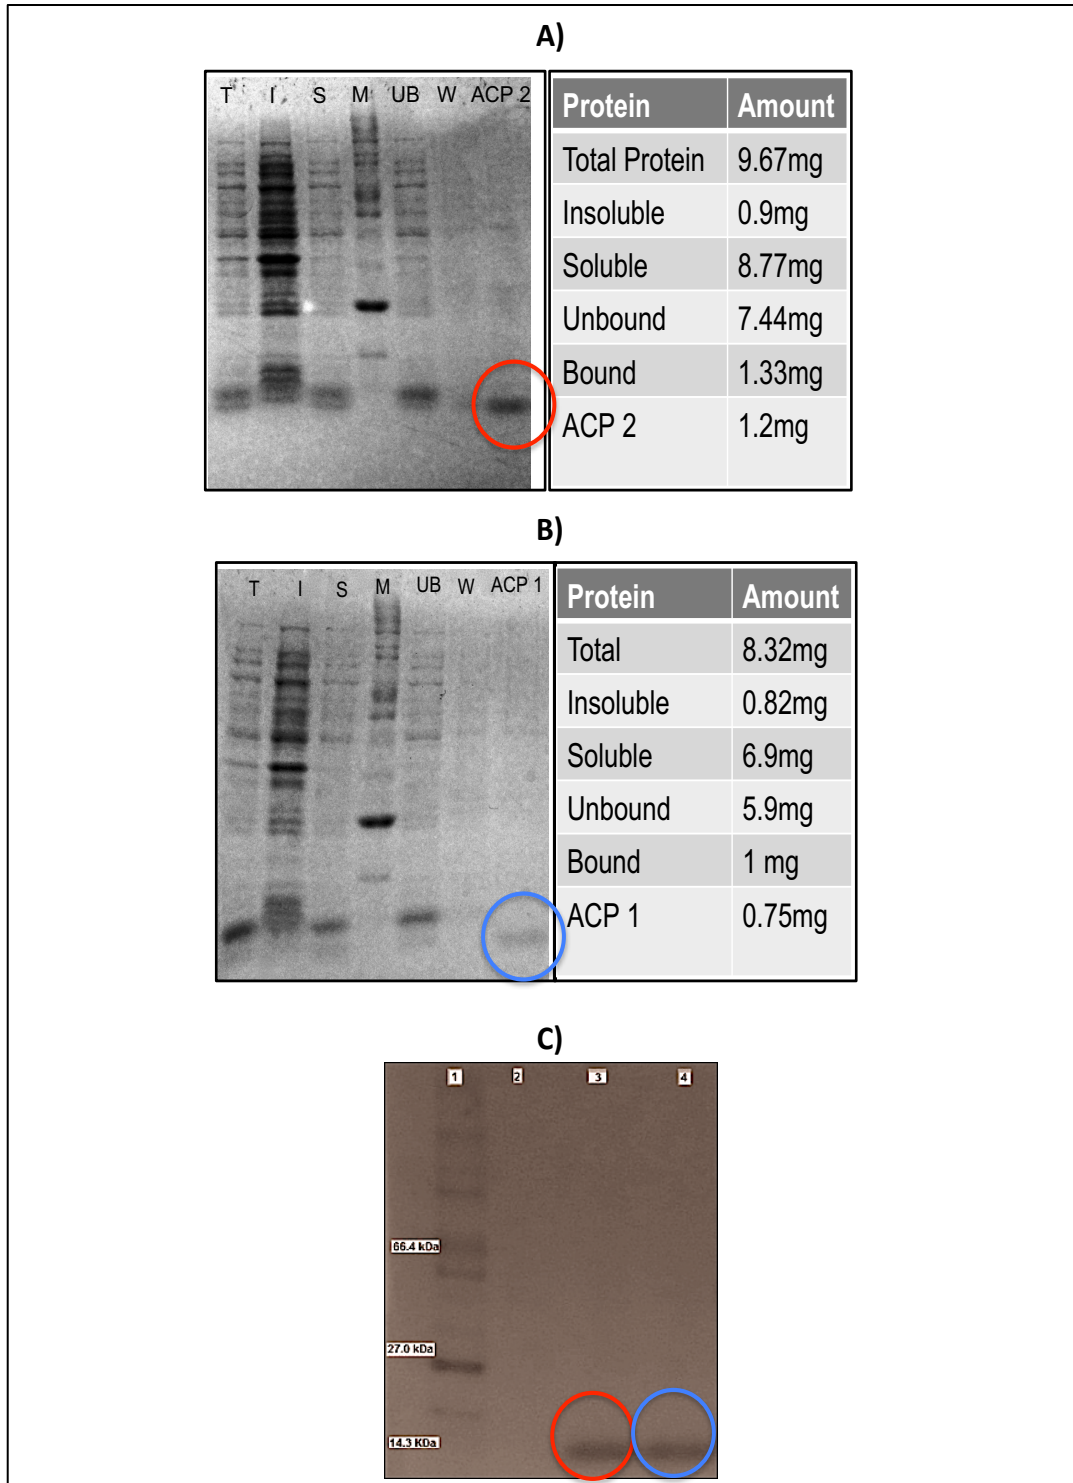 A)
T I S M UB W ACP 2
Protein Amount
Total Protein 9.67mg
Insoluble 0.9mg
Soluble 8.77mg
Unbound 7.44mg
Bound 1.33mg
ACP 2 1.2mg
B)
T I S M UB W ACP 1
Protein Amount
Total 8.32mg
Insoluble 0.82mg
Soluble 6.9mg
Unbound 5.9mg
Bound 1 mg
ACP 1 0.75mg
C)
1 2 3 4
66.4 kDa
27.0 kDa
14.3 KDa